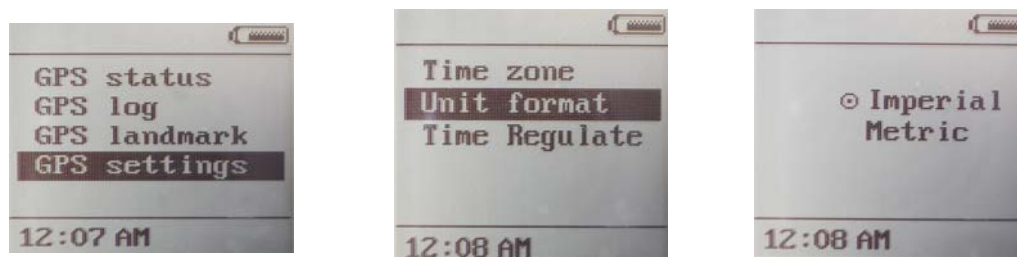 GPS status
GPS log
GPS landmark
GPS settings
12:07 AM
Time zone
Unit format
Time Regulate
12:08 AM
Imperial
Metric
12:08 AM